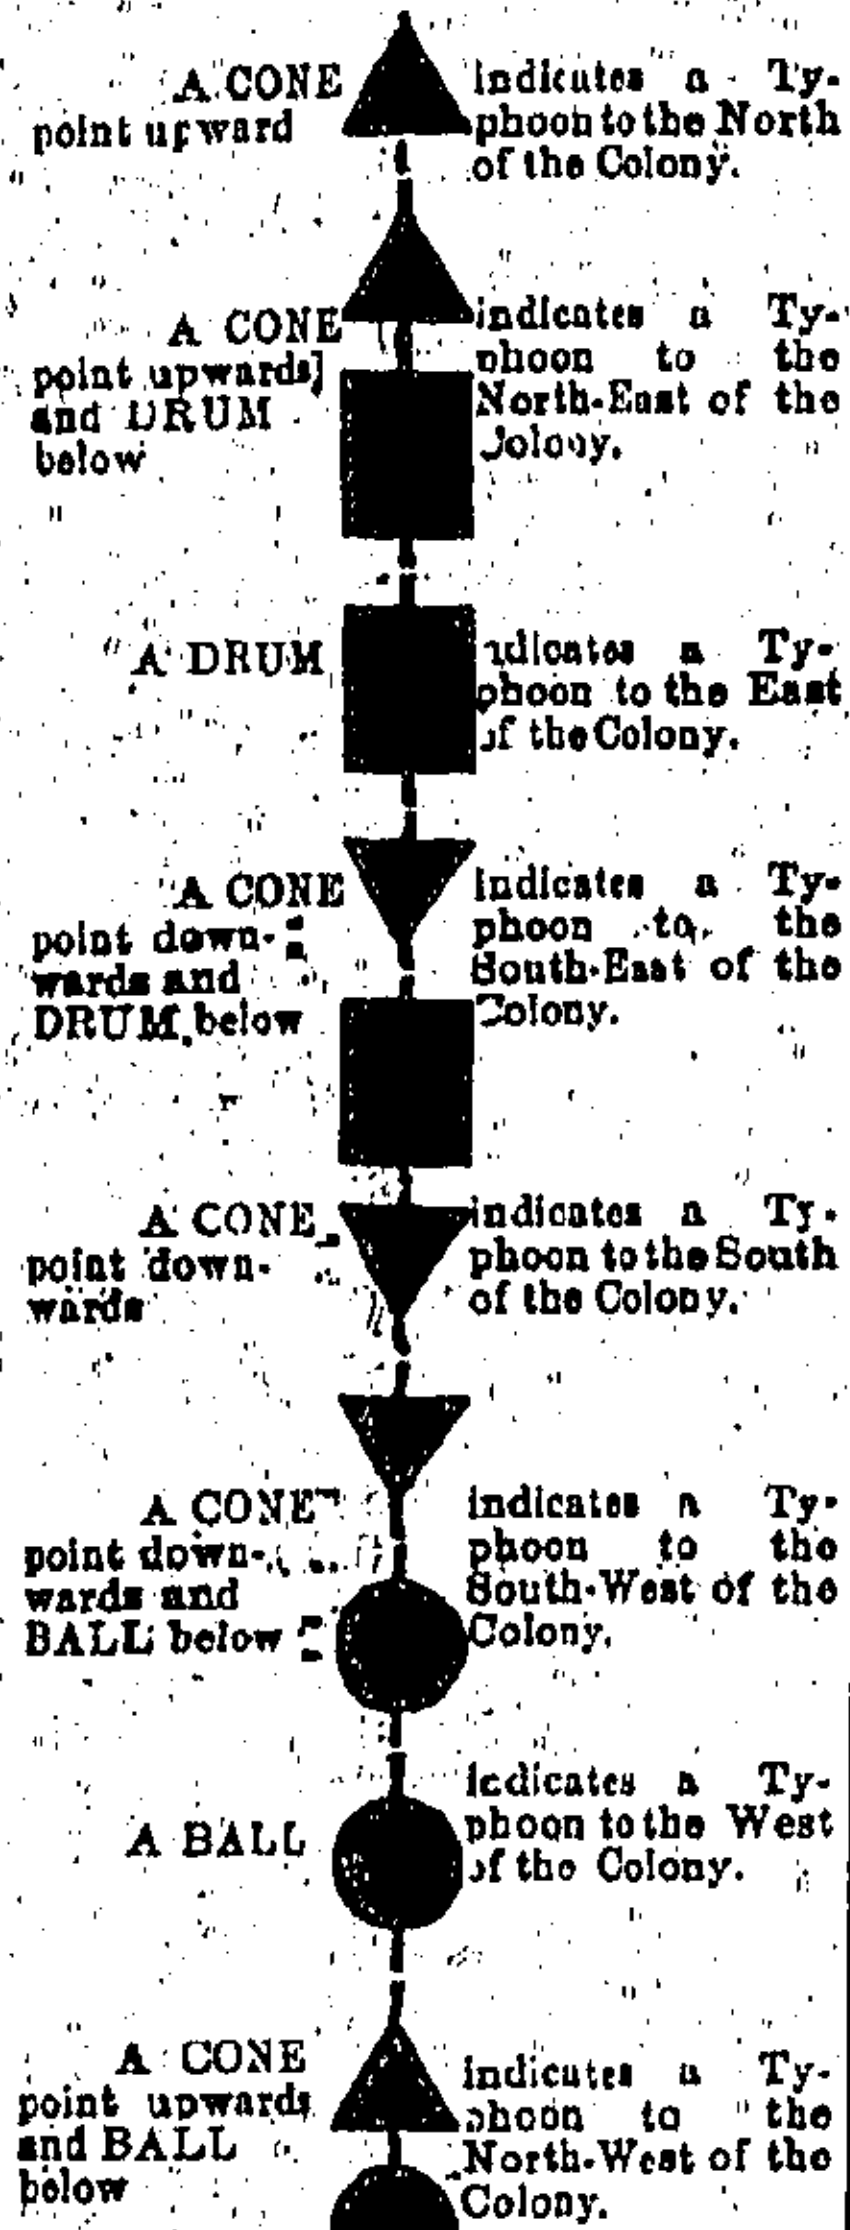 A CONE
point upward
indicates a Ty-
phoon to the North
of the Colony.
A CONE
point upwards]
and DRUM
below
indicates a Ty-
phoon to the
North-East of the
Colony.
A DRUM
indicates a Ty-
phoon to the East
of the Colony.
A CONE
point down-
wards and
DRUM below
indicates a Ty-
phoon to the
South-East of the
Colony.
A CONE
point down-
wards
indicates a Ty-
phoon to the South
of the Colony.
A CONE
point down-
wards and
BALL below
indicates a Ty-
phoon to the
South-West of the
Colony.
A BALL
indicates a Ty-
phoon to the West
of the Colony.
A CONE
point upwards
and BALL
below
indicates a Ty-
phoon to the
North-West of the
Colony.